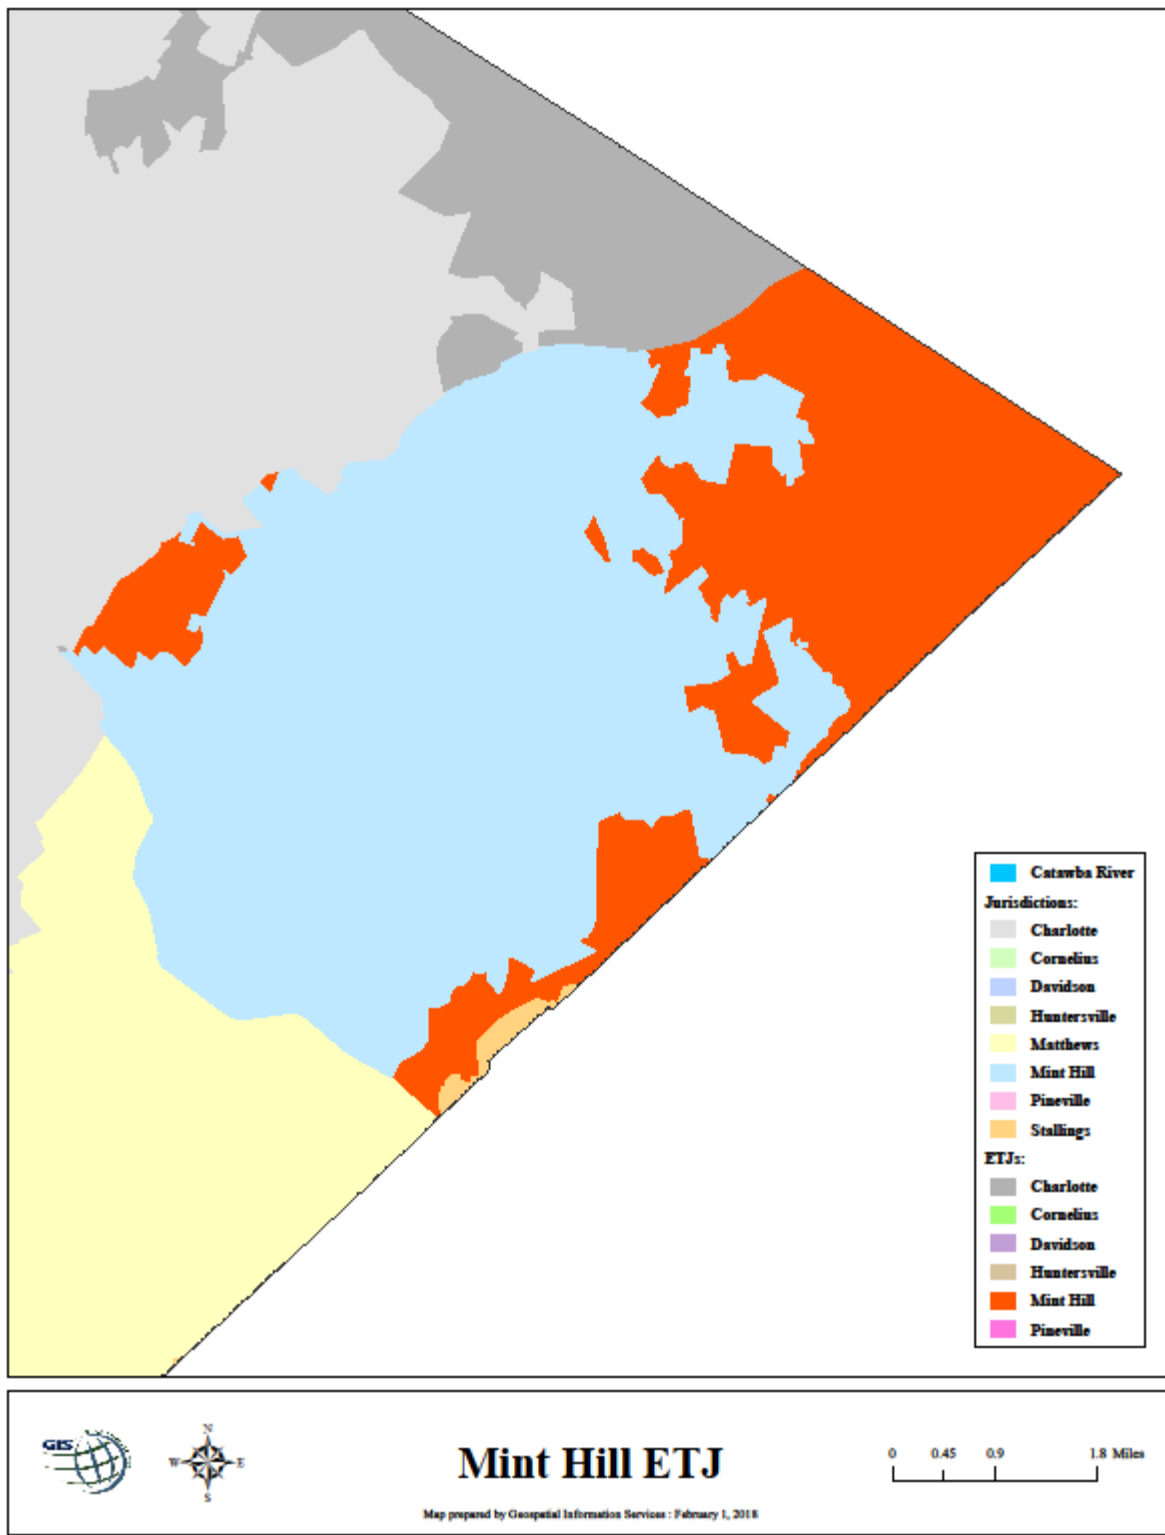 Catawba River
Jurisdictions:
Charlotte
Cornelius
Davidson
Huntersville
Matthews
Mint Hill
Pineville
Stallings
ETJs:
Charlotte
Cornelius
Davidson
Huntersville
Mint Hill
Pineville
GIS
N
W E
S
Mint Hill ETJ
Map prepared by Geospatial Information Services : February 1, 2018
0 0.45 0.9 1.8 Miles